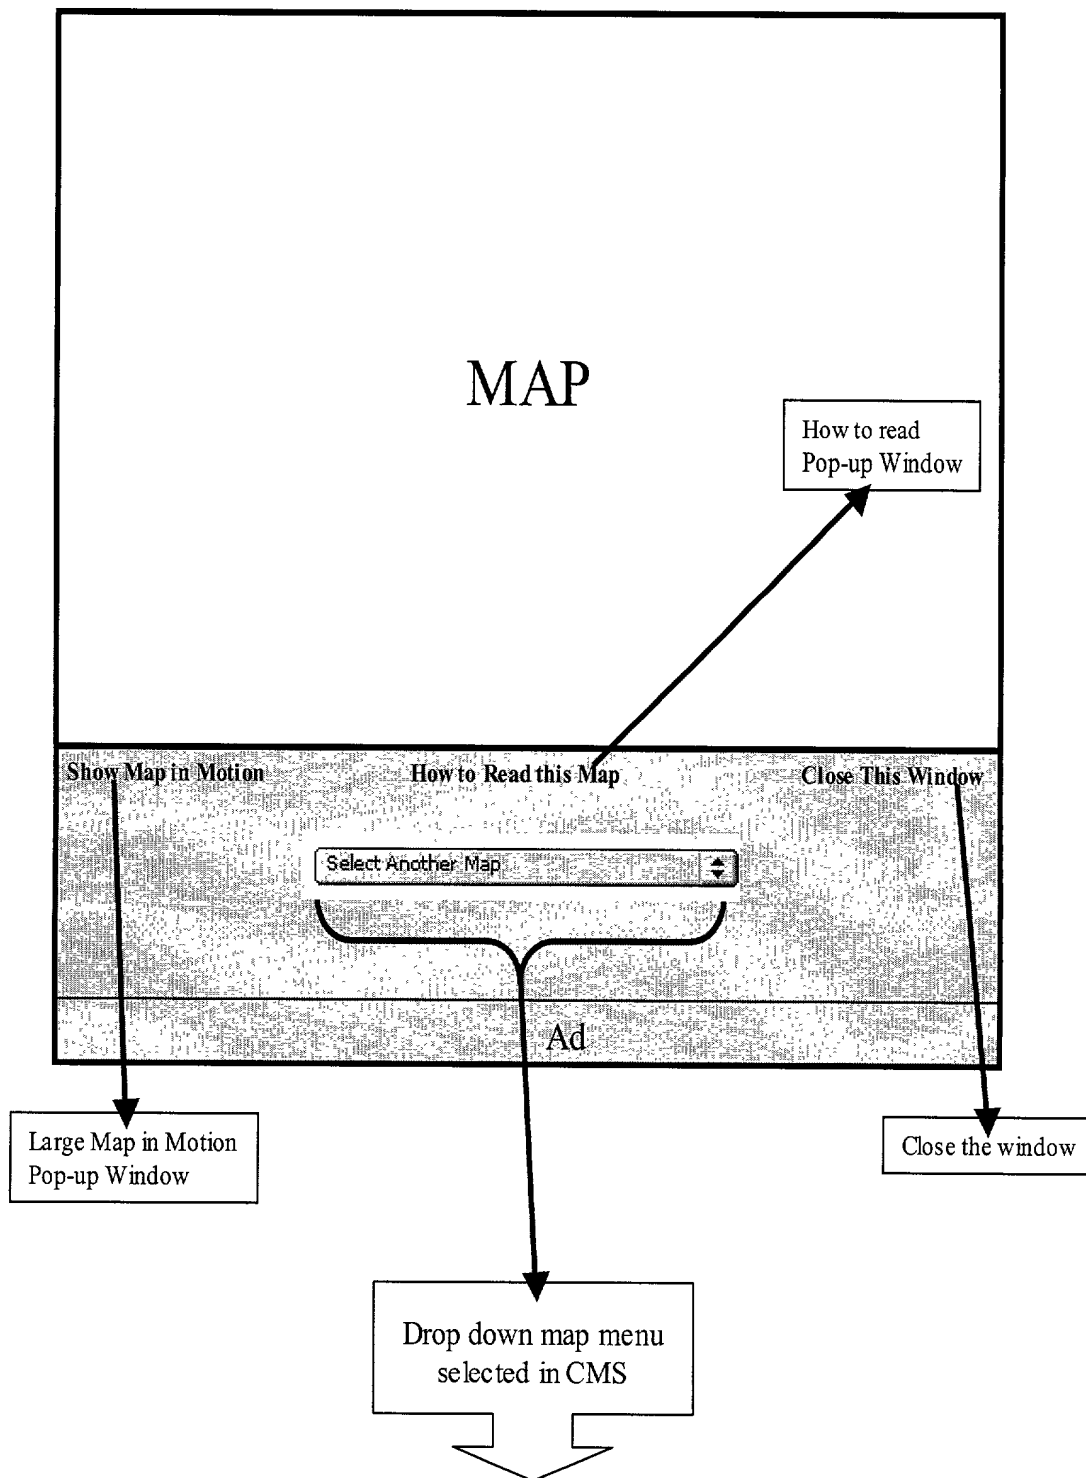 MAP
How to read
Pop-up Window
Show Map in Motion
How to Read this Map
Close This Window
Select Another Map
Ad
Large Map in Motion
Pop-up Window
Close the window
Drop down map menu
selected in CMS